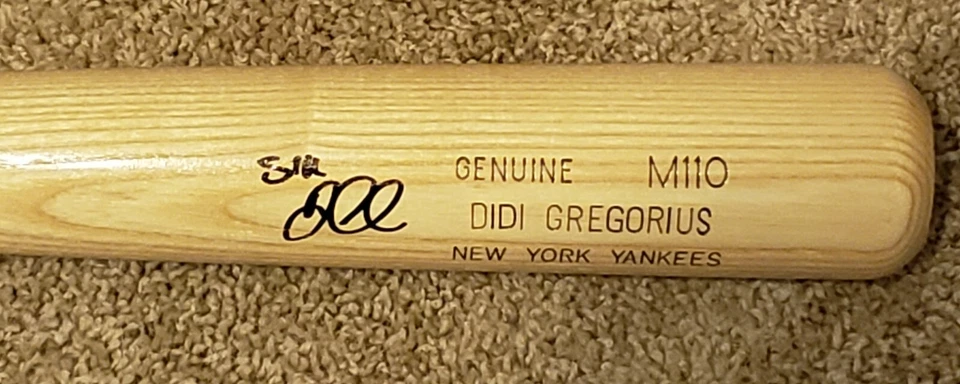 GENUINE M110
DIDI GREGORIUS
NEW YORK YANKEES